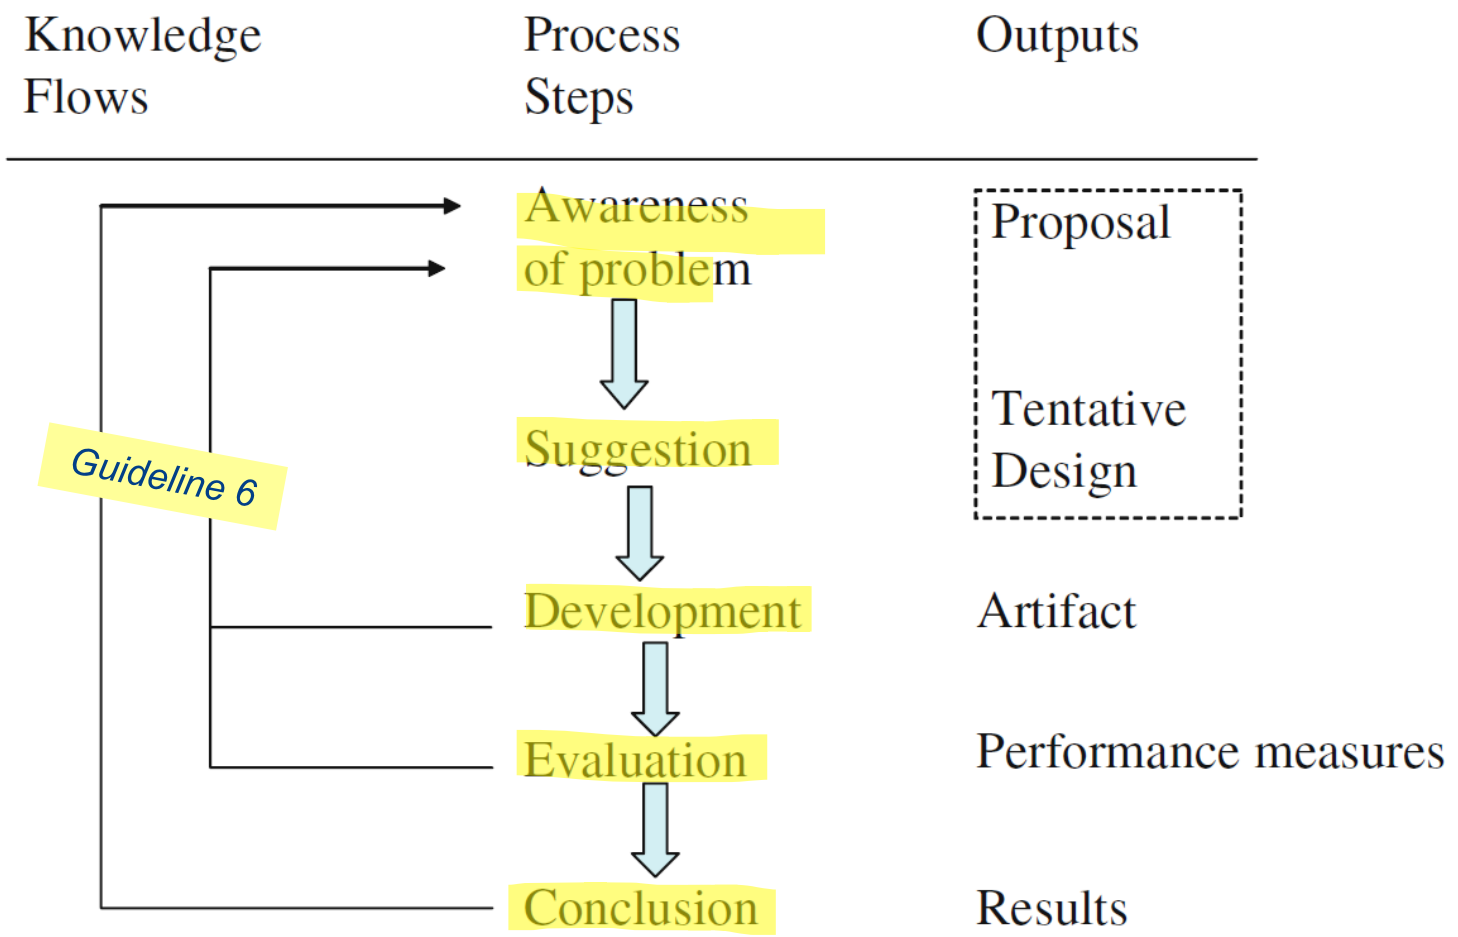 Knowledge Flows
Process Steps
Outputs
Awareness of problem
Proposal
Suggestion
Tentative Design
Guideline 6
Development
Artifact
Evaluation
Performance measures
Conclusion
Results